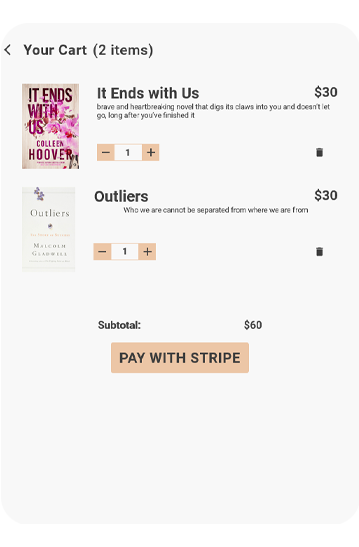 Your Cart (2 items)
IT ENDS
WITH
US
COLLEEN
HOOVER
It Ends with Us
$30
brave and heartbreaking novel that digs its claws into you and doesn't let
go, long after you've finished it
− 1 +
Outliers
MALCOLM
GLADWELL
Outliers
$30
Who we are cannot be separated from where we are from
− 1 +
Subtotal:
$60
PAY WITH STRIPE